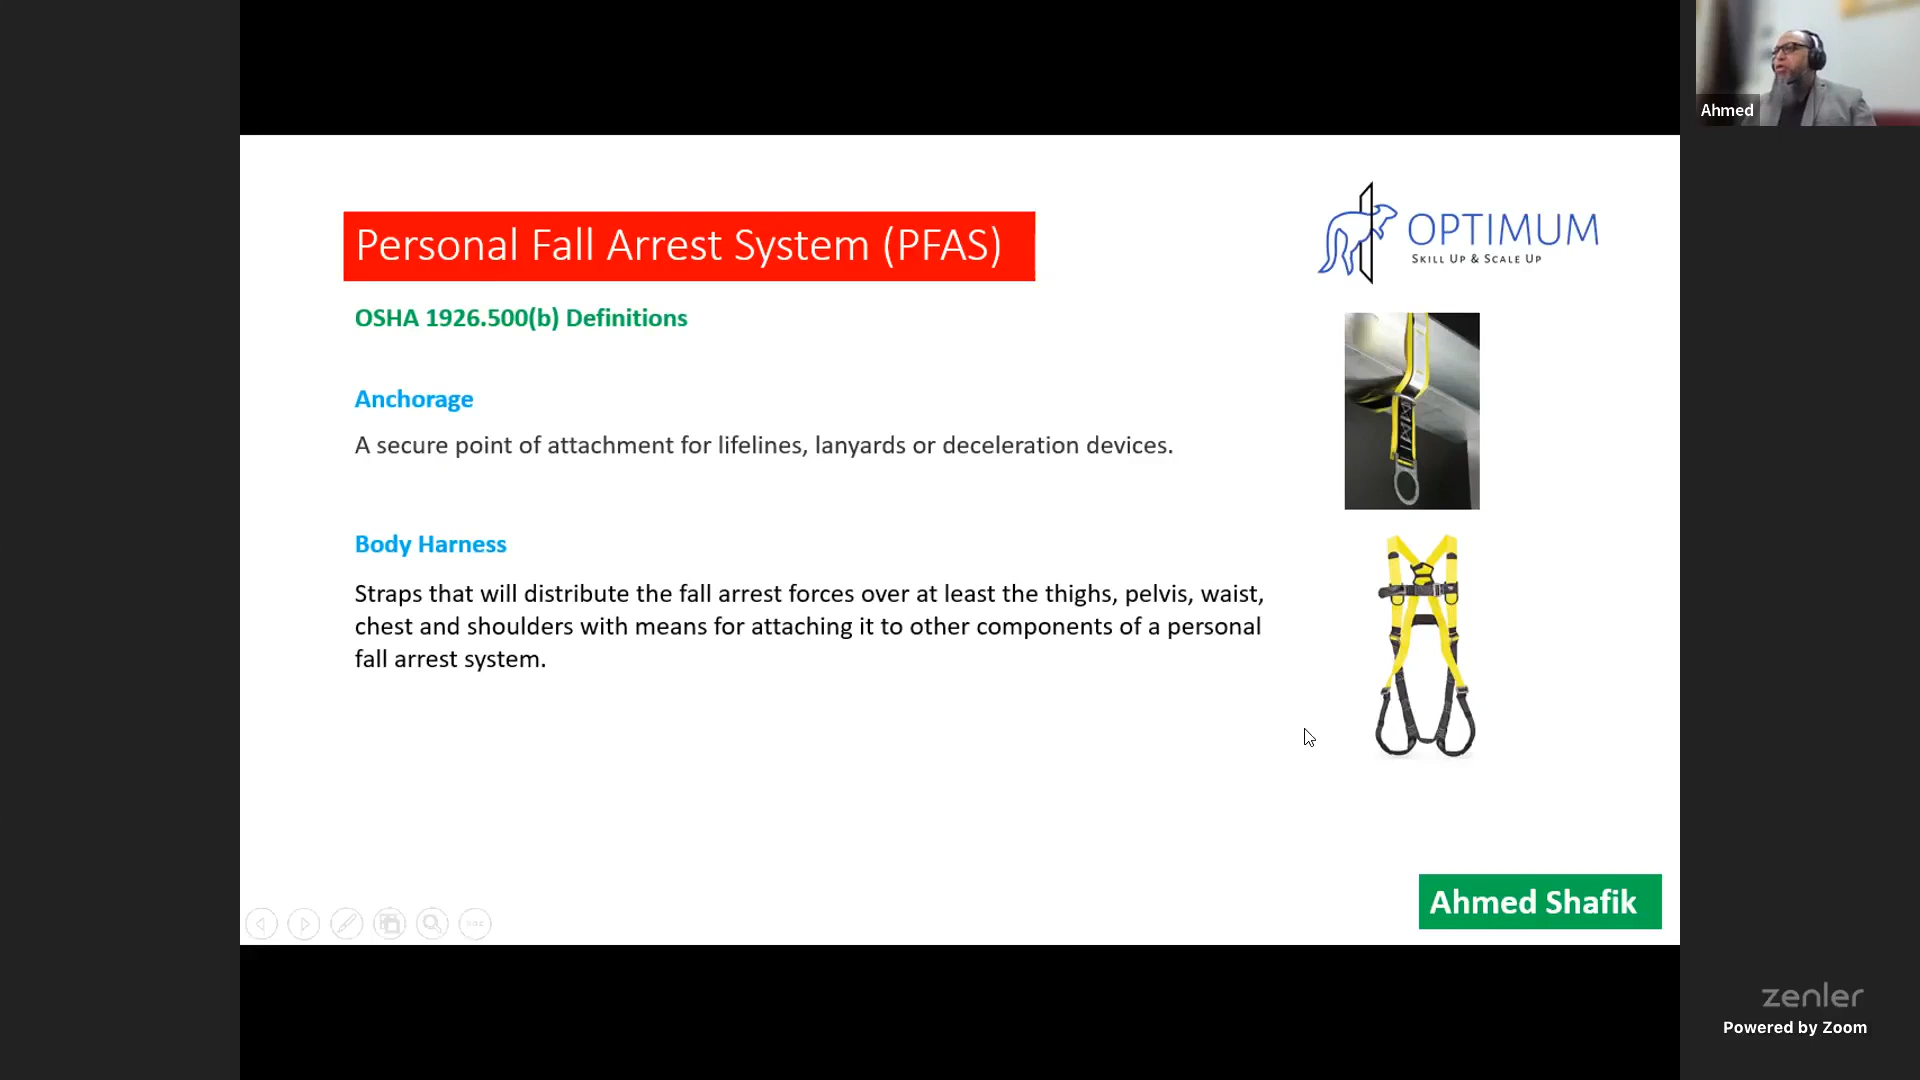 Ahmed
Personal Fall Arrest System (PFAS)
OPTIMUM
SKILL UP & SCALE UP
OSHA 1926.500(b) Definitions
Anchorage
A secure point of attachment for lifelines, lanyards or deceleration devices.
Body Harness
Straps that will distribute the fall arrest forces over at least the thighs, pelvis, waist,
chest and shoulders with means for attaching it to other components of a personal
fall arrest system.
Ahmed Shafik
zenler
Powered by Zoom